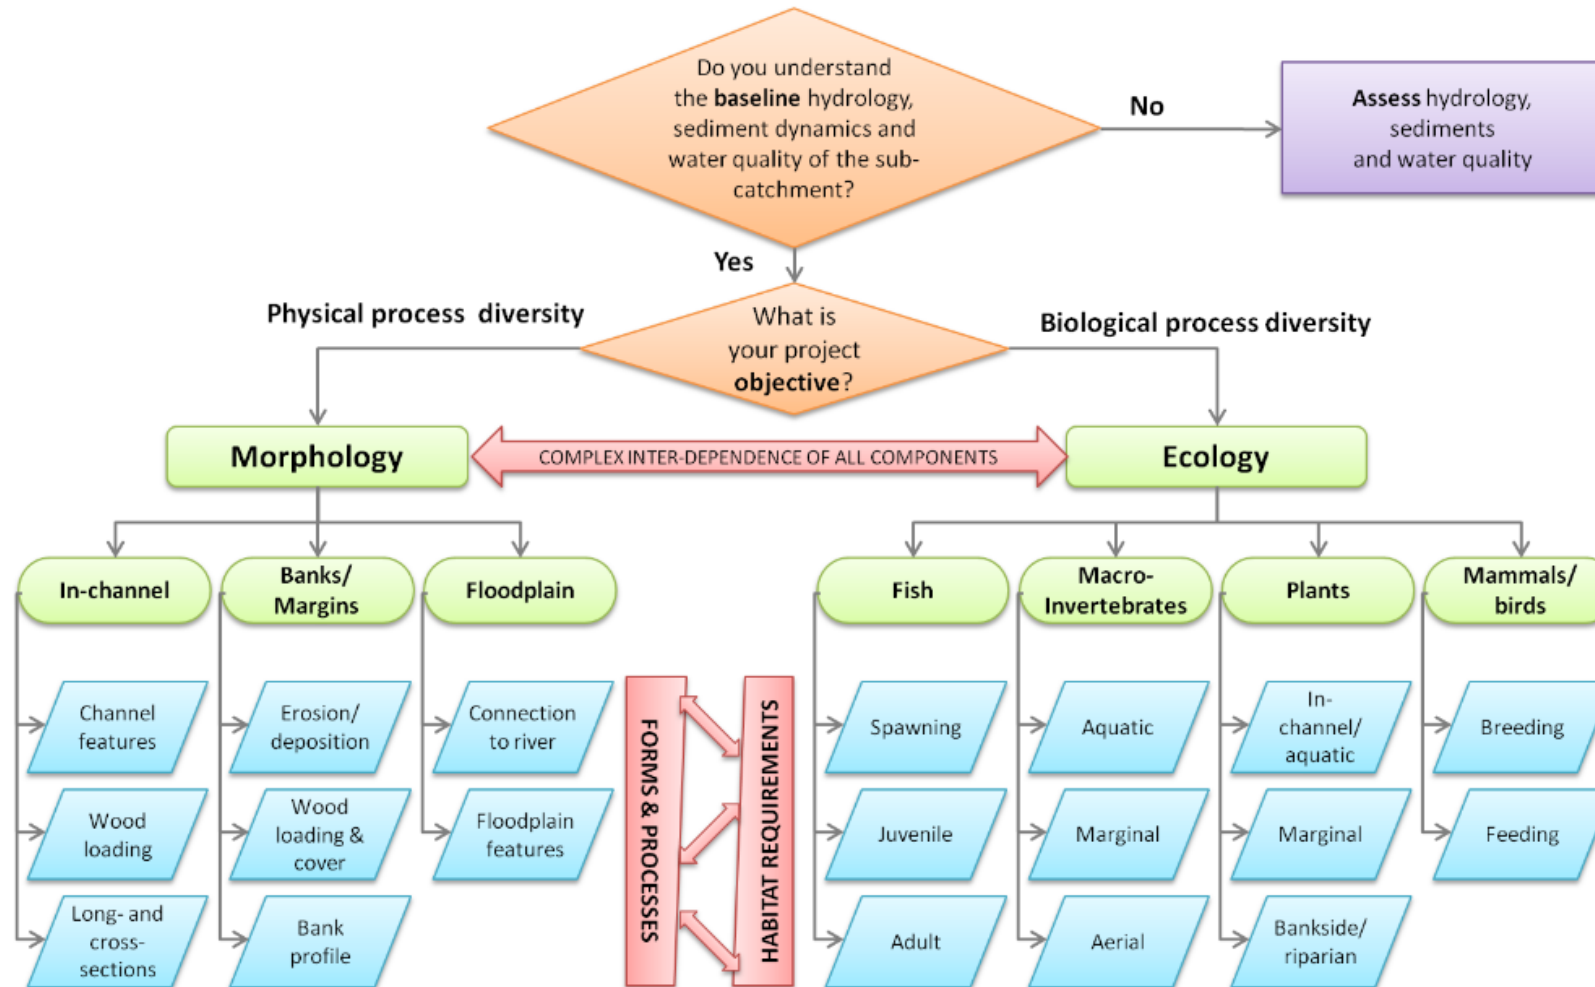 Do you understand
the baseline hydrology,
sediment dynamics and
water quality of the sub-
catchment?
No
Assess hydrology,
sediments
and water quality
Yes
Physical process diversity
What is
your project
objective?
Biological process diversity
Morphology
COMPLEX INTER-DEPENDENCE OF ALL COMPONENTS
Ecology
In-channel
Banks/
Margins
Floodplain
Fish
Macro-
Invertebrates
Plants
Mammals/
birds
Channel
features
Erosion/
deposition
Connection
to river
FORMS & PROCESSES
HABITAT REQUIREMENTS
Spawning
Aquatic
In-
channel/
aquatic
Breeding
Wood
loading
Wood
loading &
cover
Floodplain
features
Juvenile
Marginal
Marginal
Feeding
Long- and
cross-
sections
Bank
profile
Adult
Aerial
Bankside/
riparian